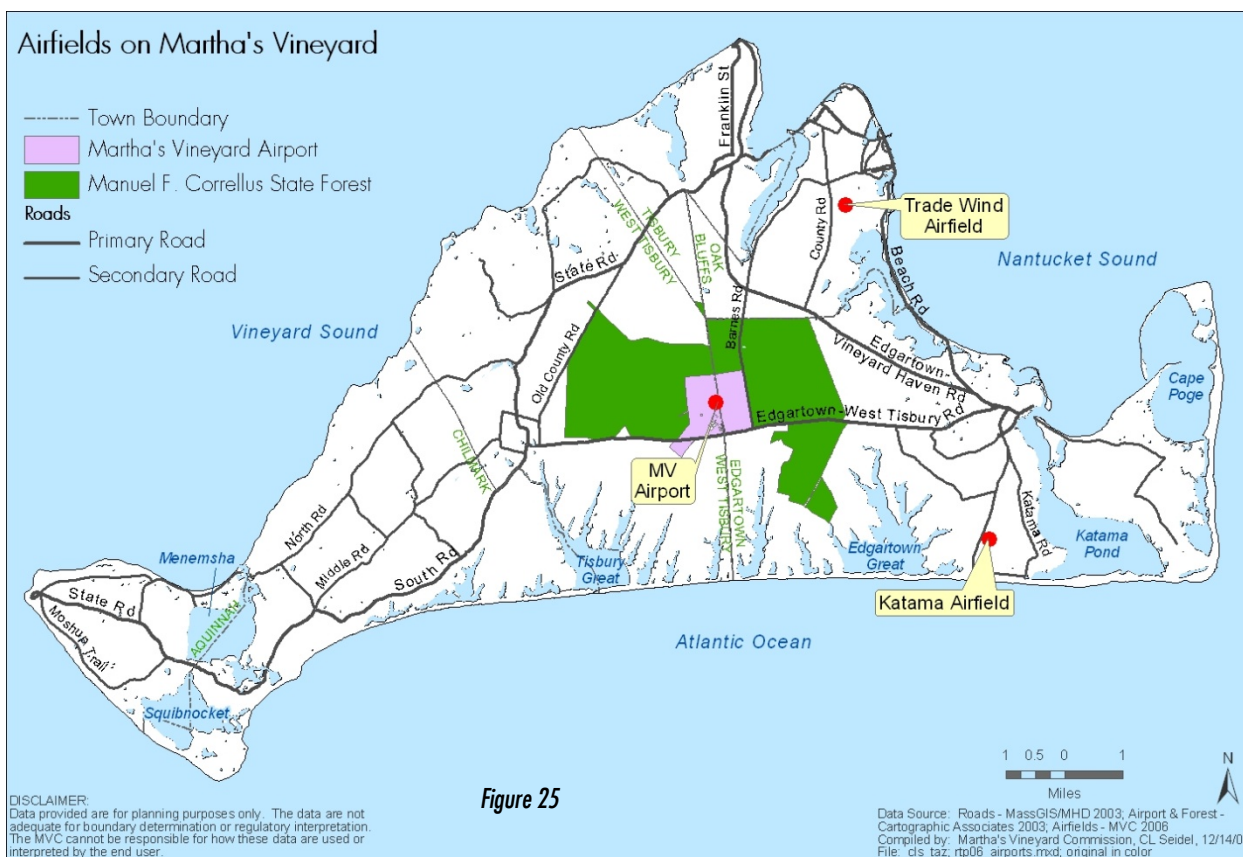 Airfields on Martha's Vineyard
Town Boundary
Martha's Vineyard Airport
Manuel F. Correllus State Forest
Roads
Primary Road
Secondary Road
Franklin St
TISBURY
WEST TISBURY
OAK
BLUFFS
County Rd
Trade Wind
Airfield
Beach Rd
Nantucket Sound
State Rd
Vineyard Sound
Old County Rd
Barnes Rd
Edgartown-
Vineyard Haven Rd
Cape
Poge
Edgartown-West Tisbury Rd
CHILMARK
MV
Airport
EDGARTOWN
WEST TISBURY
North Rd
Middle Rd
South Rd
Menemsha
Tisbury
Great
Edgartown
Great
Katama Rd
Katama
Pond
State Rd
Moshup Trail
AQUINNAH
Katama Airfield
Atlantic Ocean
Squibnocket
1 0.5 0 1
Miles
N
Figure 25
DISCLAIMER:
Data provided are for planning purposes only. The data are not
adequate for boundary determination or regulatory interpretation.
The MVC cannot be responsible for how these data are used or
interpreted by the end user.
Data Source: Roads - MassGIS/MHD 2003; Airport & Forest -
Cartographic Associates 2003; Airfields - MVC 2006
Compiled by: Martha's Vineyard Commission, CL Seidel, 12/14/0
File: cls_taz; rtp06_airports.mxd; original in color